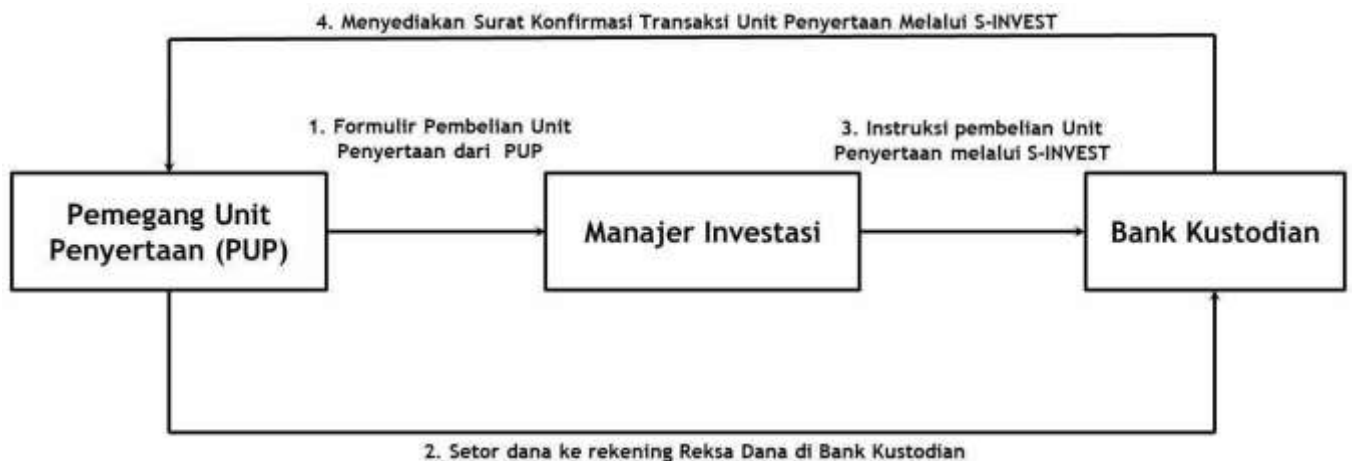 4. Menyediakan Surat Konfirmasi Transaksi Unit Penyertaan Melalui S-INVEST
1. Formulir Pembelian Unit
Penyertaan dari PUP
3. Instruksi pembelian Unit
Penyertaan melalui S-INVEST
Pemegang Unit
Penyertaan (PUP)
Manajer Investasi
Bank Kustodian
2. Setor dana ke rekening Reksa Dana di Bank Kustodian